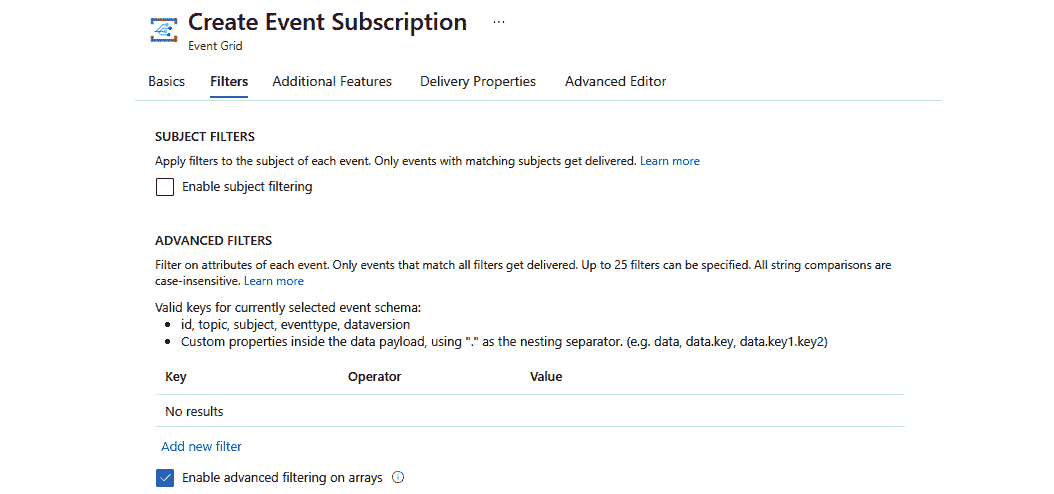 Create Event Subscription ...
Event Grid
Basics Filters Additional Features Delivery Properties Advanced Editor
SUBJECT FILTERS
Apply filters to the subject of each event. Only events with matching subjects get delivered. Learn more
Enable subject filtering
ADVANCED FILTERS
Filter on attributes of each event. Only events that match all filters get delivered. Up to 25 filters can be specified. All string comparisons are
case-insensitive. Learn more
Valid keys for currently selected event schema:
• id, topic, subject, eventtype, dataversion
• Custom properties inside the data payload, using "." as the nesting separator. (e.g. data, data.key, data.key1.key2)
Key Operator Value
No results
Add new filter
Enable advanced filtering on arrays